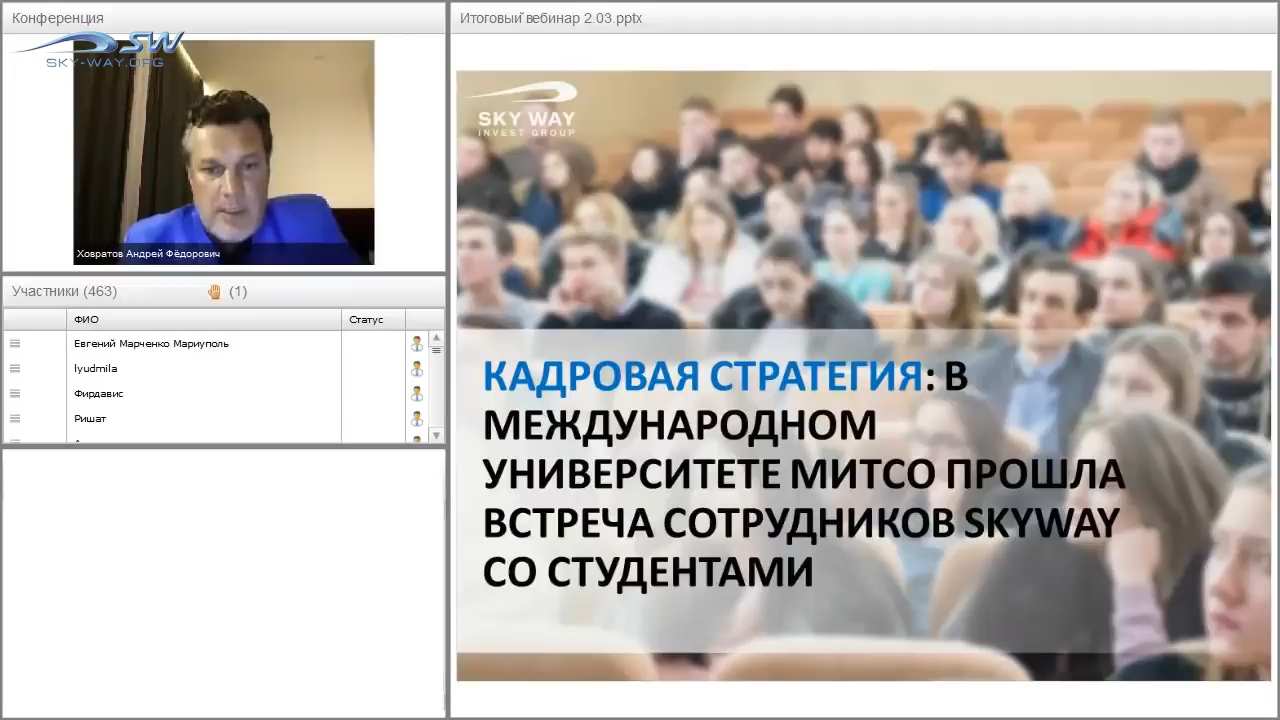 Конференция
SW
SKY-WAY.ORG
Ховратов Андрей Фёдорович
Участники (463)
(1)
ФИО
Статус
Евгений Марченко Мариуполь
lyudmila
Фирдавис
Ришат
Итоговый вебинар 2.03.pptx
SKY WAY
INVEST GROUP
КАДРОВАЯ СТРАТЕГИЯ: В
МЕЖДУНАРОДНОМ
УНИВЕРСИТЕТЕ МИТСО ПРОШЛА
ВСТРЕЧА СОТРУДНИКОВ SKYWAY
СО СТУДЕНТАМИ